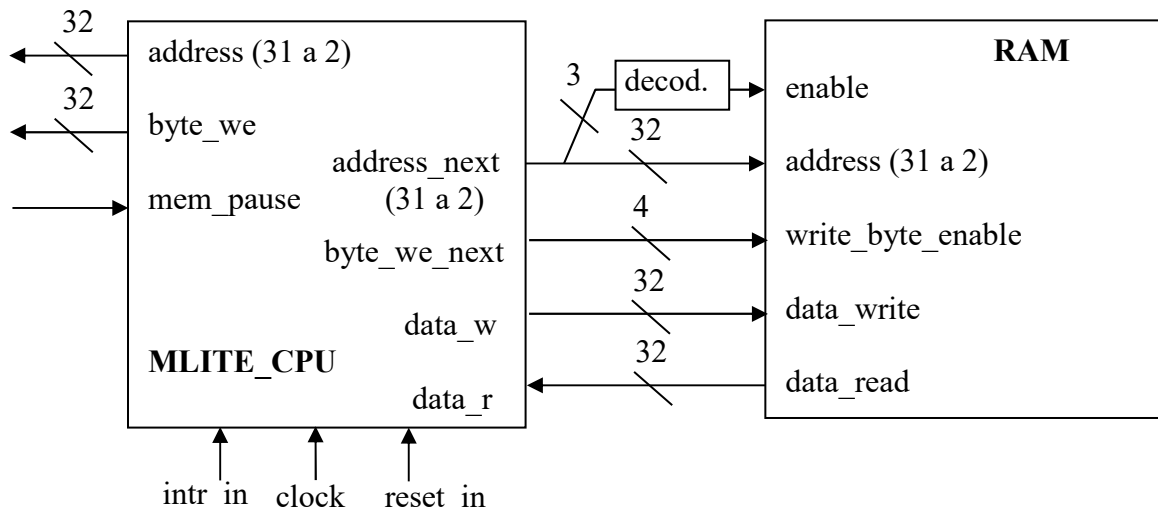 32
address (31 a 2)
32
byte_we
mem_pause
address_next
(31 a 2)
byte_we_next
data_w
MLITE_CPU
data_r
intr_in
clock
reset_in
3
decod.
32
4
32
32
RAM
enable
address (31 a 2)
write_byte_enable
data_write
data_read